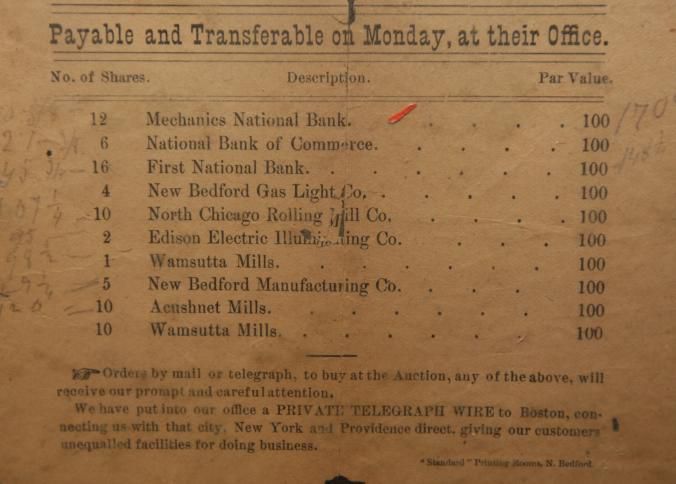 Payable and Transferable on Monday, at their Office.
No. of Shares. Description. Par Value.
12 Mechanics National Bank. . . . . 100 170
6 National Bank of Commerce. . . . . 100
16 First National Bank. . . . . . 100
4 New Bedford Gas Light Co. . . . . . 100
10 North Chicago Rolling Mill Co. . . . . 100
2 Edison Electric Illuminating Co. . . . . 100
1 Wamsutta Mills. . . . . . 100
5 New Bedford Manufacturing Co. . . . . 100
10 Acushnet Mills. . . . . . 100
10 Wamsutta Mills. . . . . . 100
☞Orders by mail or telegraph, to buy at the Auction, any of the above, will
receive our prompt and careful attention.
We have put into our office a PRIVATE TELEGRAPH WIRE to Boston, con-
necting us with that city, New York and Providence direct, giving our customers
unequalled facilities for doing business.
"Standard" Printing Rooms, N. Bedford.